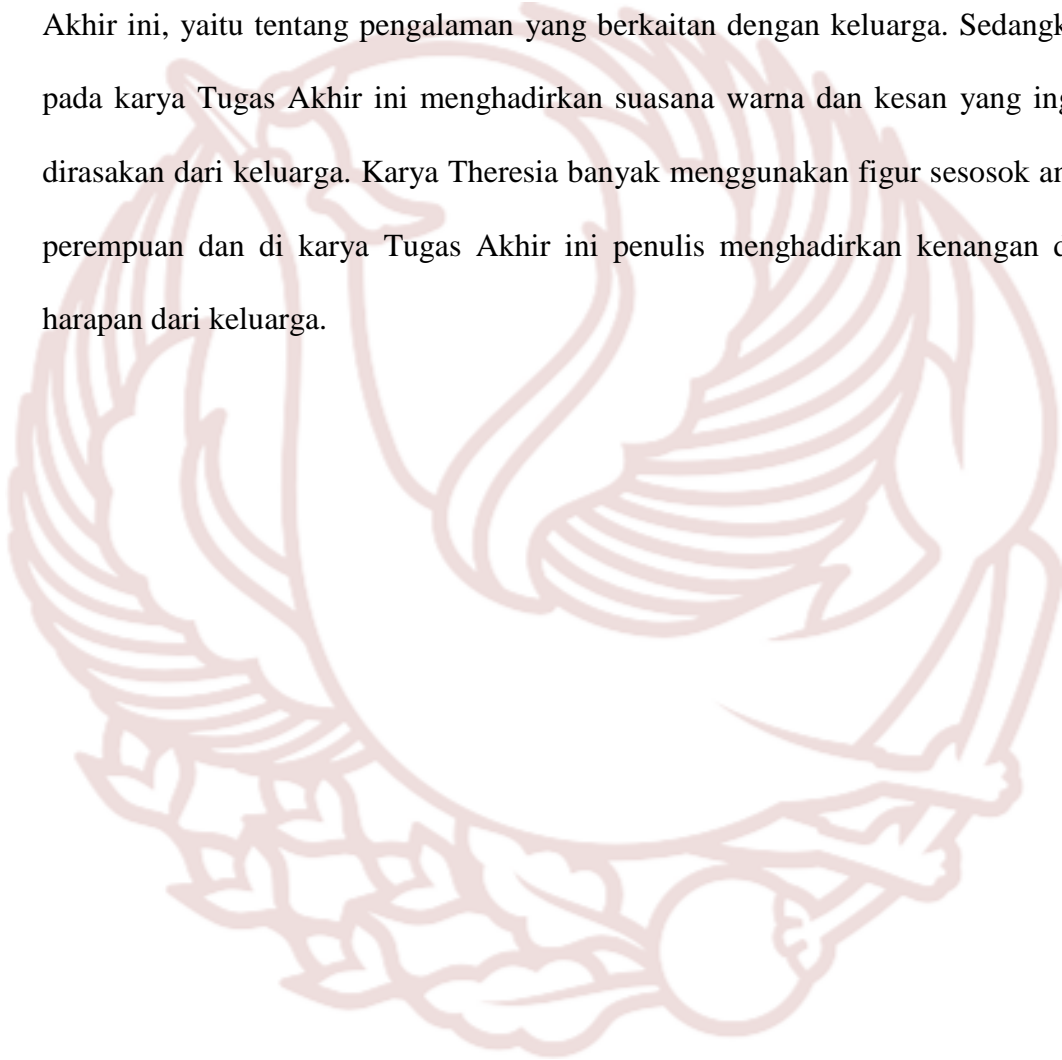 Akhir ini, yaitu tentang pengalaman yang berkaitan dengan keluarga.
pada karya Tugas Akhir ini menghadirkan suasana warna dan kesan yang
dirasakan dari keluarga. Karya Theresia banyak menggunakan figur sesosok
perempuan dan di karya Tugas Akhir ini penulis menghadirkan kenangan
harapan dari keluarga.